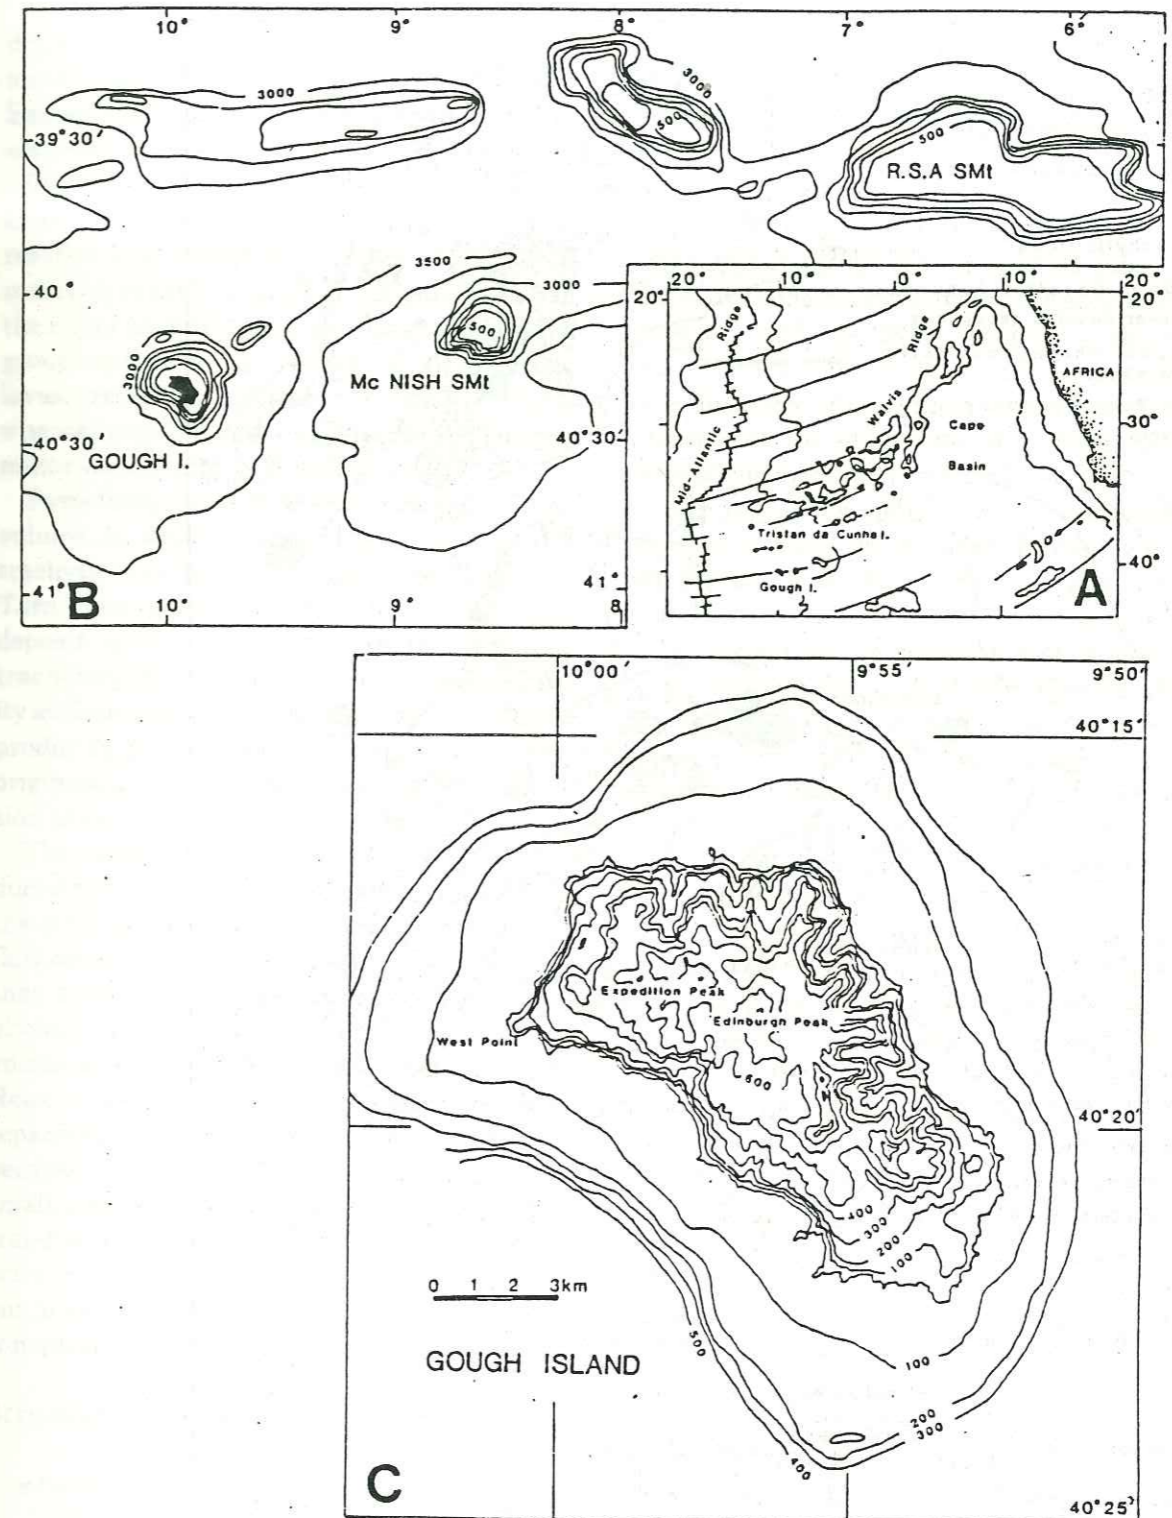 10° 9° 8° 7° 6°
3000
3000
500
39°30'
500
R.S.A SMt
3500
3000
40°
500
3000
Mc NISH SMt
40°30'
40°30'
GOUGH I.
41°
B
41°
10° 9° 8
20° 10° 0° 10° 20°
20° 20°
Ridge
Ridge
AFRICA
Walvis
Mid-Atlantic
Cape
Basin
30°
Tristan da Cunha I.
Gough I.
40°
A
10°00' 9°55' 9°50'
40°15'
Expedition Peak
Edinburgh Peak
West Point
600
40°20'
400
300
200
100
0 1 2 3km
500
GOUGH ISLAND
100
200
300
400
C
40°25'